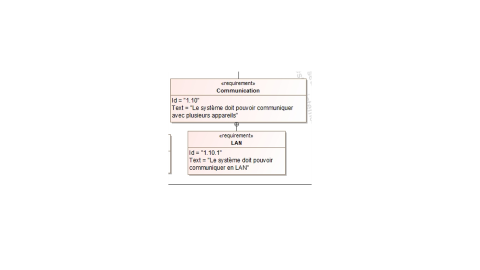 «requirement»
Communication
Id = "1.10"
Text = "Le système doit pouvoir communiquer
avec plusieurs appareils"
«requirement»
LAN
Id = "1.10.1"
Text = "Le système doit pouvoir
communiquer en LAN"